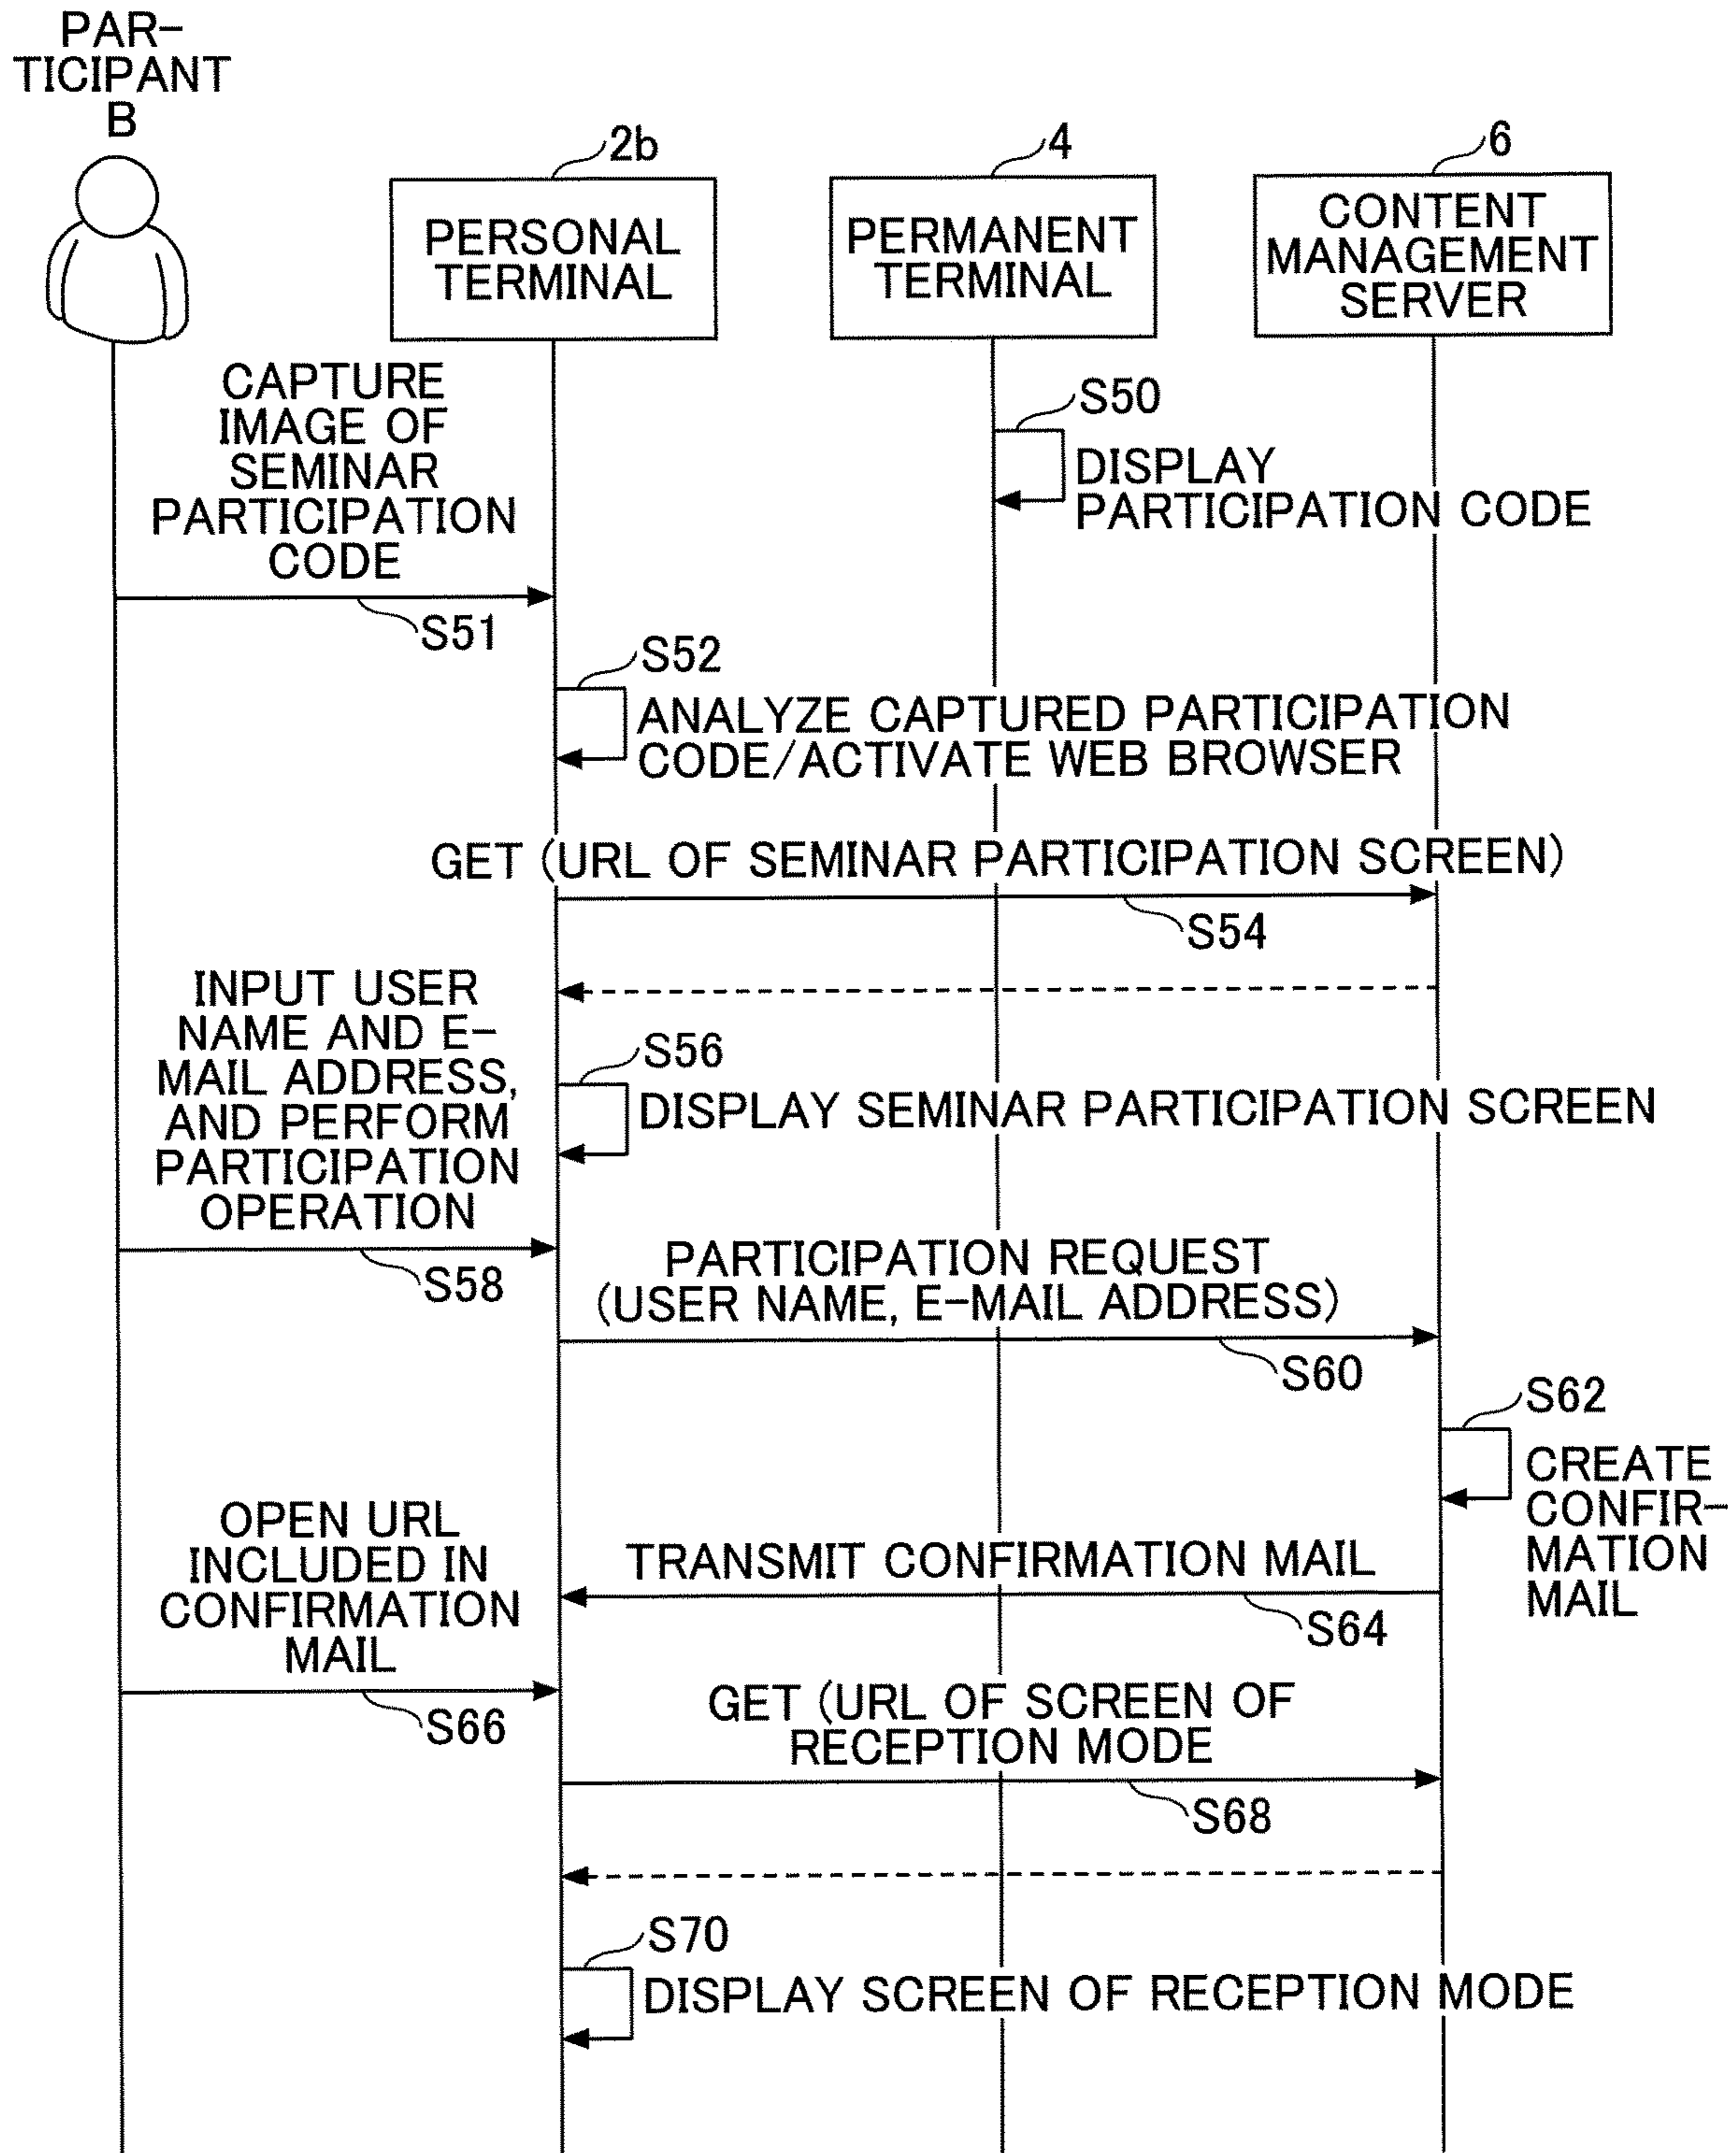 PAR-
TICIPANT
B
2b
4
6
PERSONAL
TERMINAL
PERMANENT
TERMINAL
CONTENT
MANAGEMENT
SERVER
CAPTURE
IMAGE OF
SEMINAR
PARTICIPATION
CODE
S50
DISPLAY
PARTICIPATION CODE
S51
S52
ANALYZE CAPTURED PARTICIPATION
CODE/ACTIVATE WEB BROWSER
GET (URL OF SEMINAR PARTICIPATION SCREEN)
S54
INPUT USER
NAME AND E-
MAIL ADDRESS,
AND PERFORM
PARTICIPATION
OPERATION
S56
DISPLAY SEMINAR PARTICIPATION SCREEN
S58
PARTICIPATION REQUEST
(USER NAME, E-MAIL ADDRESS)
S60
S62
CREATE
CONFIR-
MATION
MAIL
OPEN URL
INCLUDED IN
CONFIRMATION
MAIL
TRANSMIT CONFIRMATION MAIL
S64
S66
GET (URL OF SCREEN OF
RECEPTION MODE
S68
S70
DISPLAY SCREEN OF RECEPTION MODE